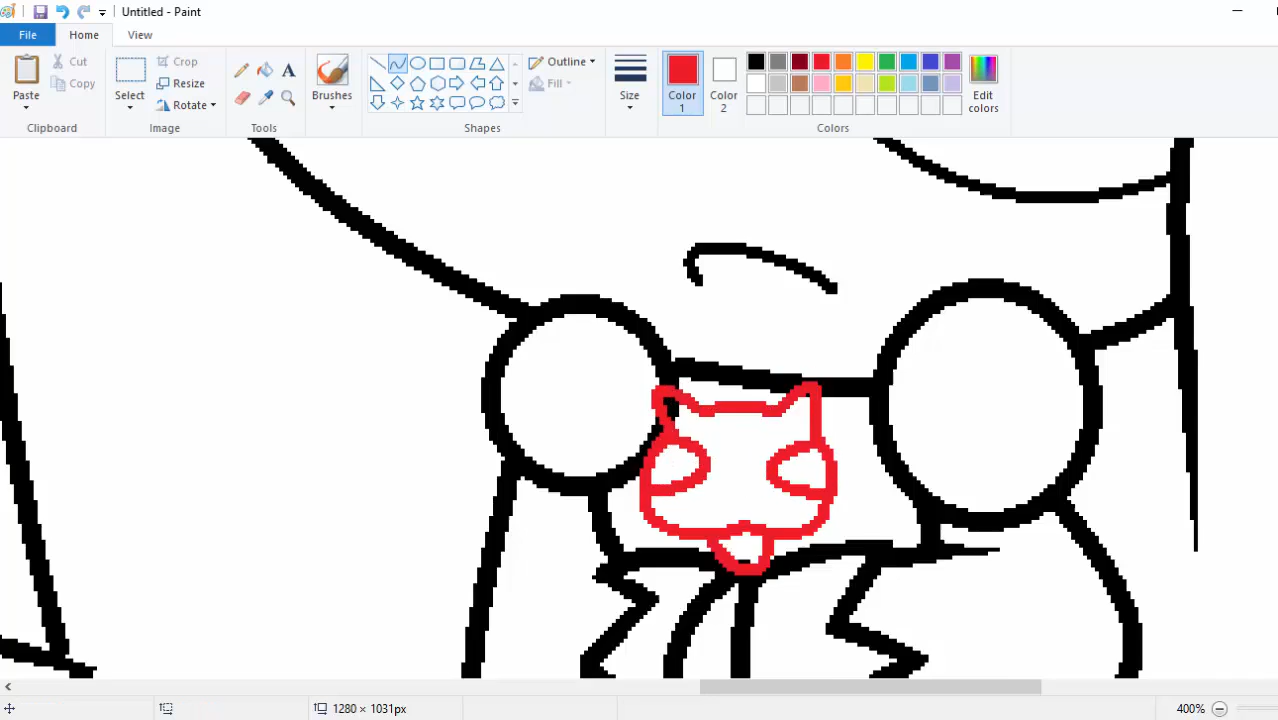 Untitled - Paint
File Home View
Cut
Copy
Paste
Clipboard
Select
Crop
Resize
Rotate
Image
A
Tools
Brushes
Outline
Fill
Shapes
Size
Color 1
Color 2
Edit colors
Colors
1280 × 1031px
400%